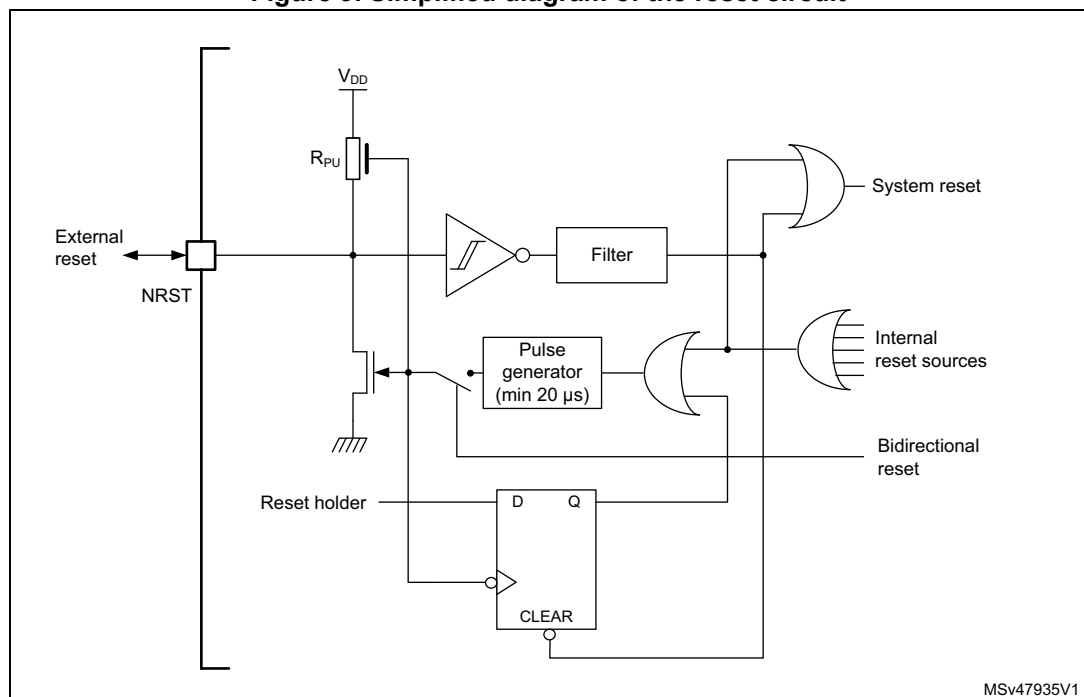 Figure 9. Simplified diagram of the reset circuit
VDD
RPU
System reset
External
reset
Filter
NRST
Pulse
generator
(min 20 µs)
Internal
reset sources
Bidirectional
reset
Reset holder
D
Q
CLEAR
MSv47935V1